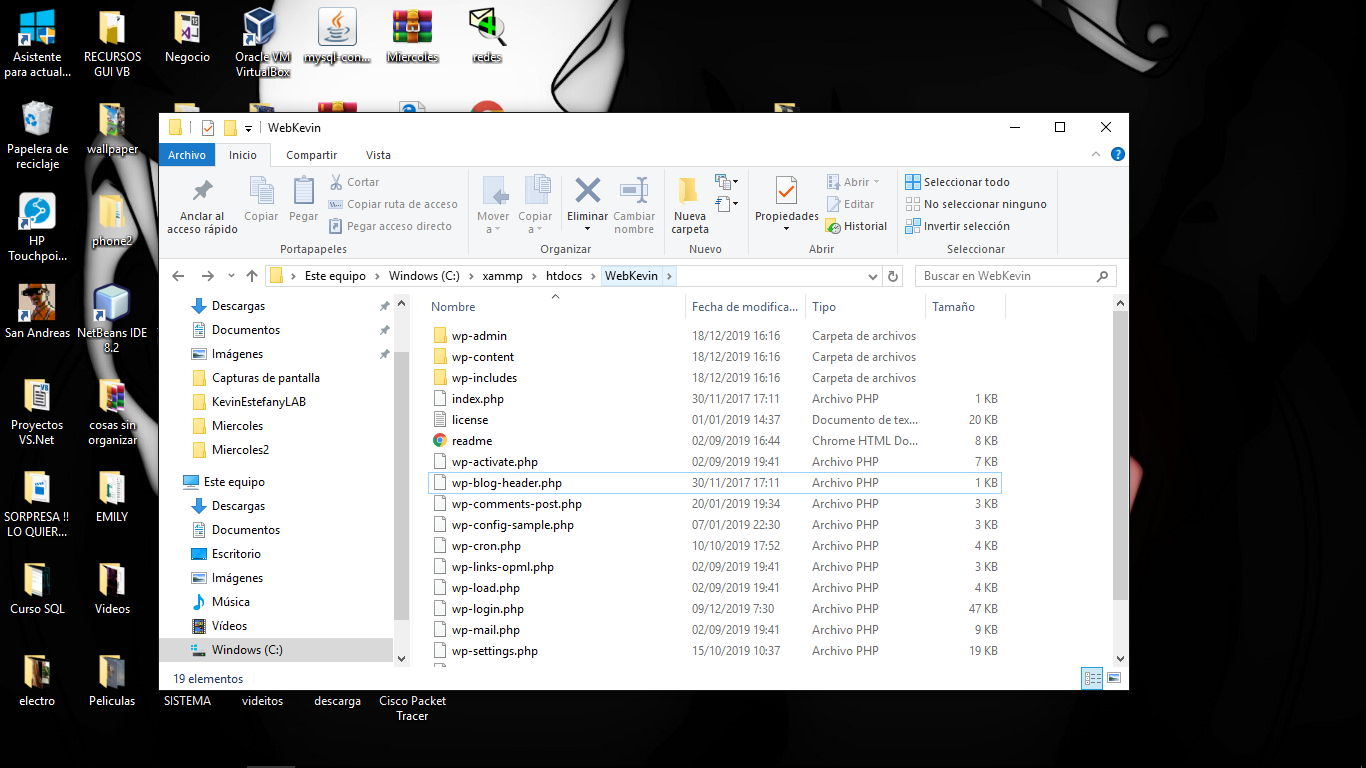 Asistente
para actual...
RECURSOS
GUI VB
Negocio
Oracle VM
VirtualBox
mysql-con...
Miercoles
redes
Papelera de
reciclaje
wallpaper
HP
Touchpoi...
phone2
San Andreas
NetBeans IDE
8.2
Proyectos
VS.Net
cosas sin
organizar
SORPRESA !!
LO QUIER...
EMILY
Curso SQL
Videos
electro
Peliculas
SISTEMA
videitos
descarga
Cisco Packet
Tracer
WebKevin
Archivo
Inicio
Compartir
Vista
Anclar al
acceso rápido
Copiar
Pegar
Cortar
Copiar ruta de acceso
Pegar acceso directo
Portapapeles
Mover
a
Copiar
a
Eliminar
Cambiar
nombre
Organizar
Nueva
carpeta
Nuevo
Propiedades
Abrir
Editar
Historial
Abrir
Seleccionar todo
No seleccionar ninguno
Invertir selección
Seleccionar
Este equipo > Windows (C:) > xammp > htdocs > WebKevin >
Buscar en WebKevin
Descargas
Documentos
Imágenes
Capturas de pantalla
KevinEstefanyLAB
Miercoles
Miercoles2
Este equipo
Descargas
Documentos
Escritorio
Imágenes
Música
Vídeos
Windows (C:)
Nombre Fecha de modifica... Tipo Tamaño
wp-admin 18/12/2019 16:16 Carpeta de archivos
wp-content 18/12/2019 16:16 Carpeta de archivos
wp-includes 18/12/2019 16:16 Carpeta de archivos
index.php 30/11/2017 17:11 Archivo PHP 1 KB
license 01/01/2019 14:37 Documento de tex... 20 KB
readme 02/09/2019 16:44 Chrome HTML Do... 8 KB
wp-activate.php 02/09/2019 19:41 Archivo PHP 7 KB
wp-blog-header.php 30/11/2017 17:11 Archivo PHP 1 KB
wp-comments-post.php 20/01/2019 19:34 Archivo PHP 3 KB
wp-config-sample.php 07/01/2019 22:30 Archivo PHP 3 KB
wp-cron.php 10/10/2019 17:52 Archivo PHP 4 KB
wp-links-opml.php 02/09/2019 19:41 Archivo PHP 3 KB
wp-load.php 02/09/2019 19:41 Archivo PHP 4 KB
wp-login.php 09/12/2019 7:30 Archivo PHP 47 KB
wp-mail.php 02/09/2019 19:41 Archivo PHP 9 KB
wp-settings.php 15/10/2019 10:37 Archivo PHP 19 KB
19 elementos